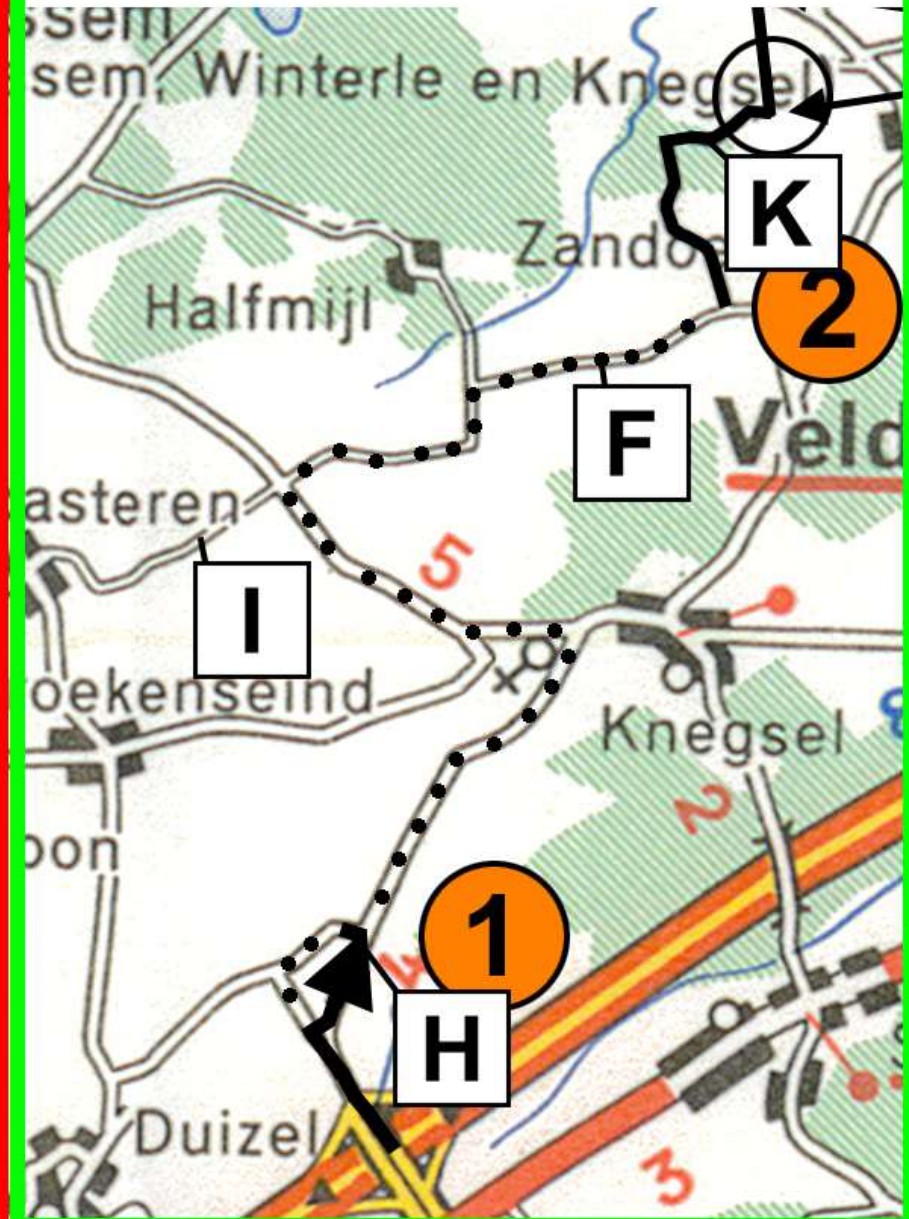 ssem
sem, Winterle en Knegsel
K
Zandoe
2
Halfmijl
F
Veld
asteren
5
I
oekenseind
Knegsel
8
2
oon
1
4
H
Duizel
3